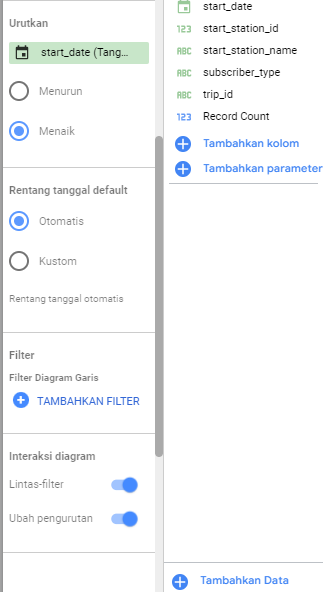 Urutkan
start_date (Tang...
Menurun
Menaik
Rentang tanggal default
Otomatis
Kustom
Rentang tanggal otomatis
Filter
Filter Diagram Garis
TAMBAHKAN FILTER
Interaksi diagram
Lintas-filter
Ubah pengurutan
start_date
123 start_station_id
ABC start_station_name
ABC subscriber_type
ABC trip_id
123 Record Count
Tambahkan kolom
Tambahkan parameter
Tambahkan Data